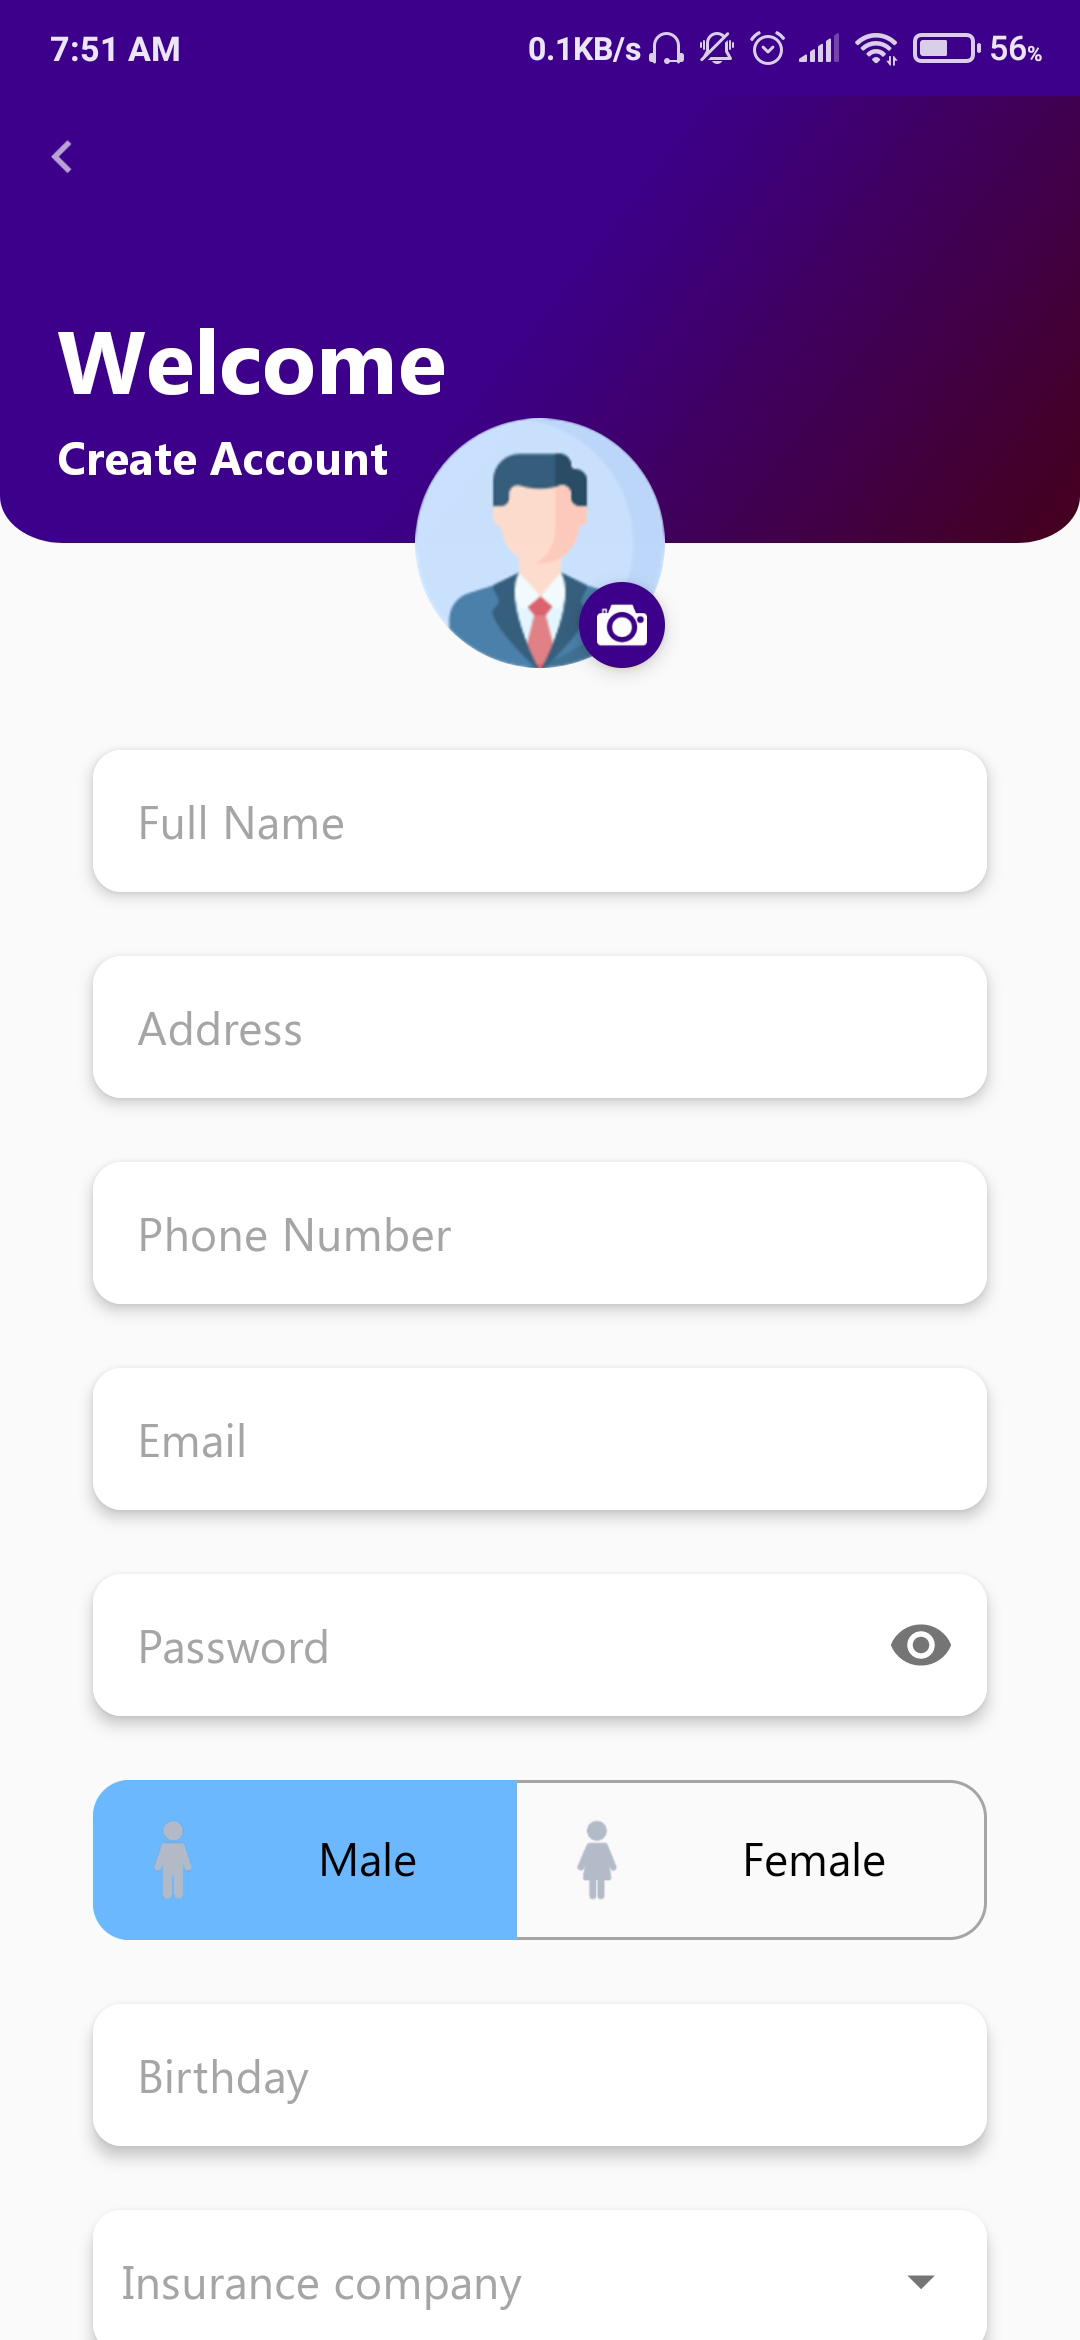 7:51 AM 0.1KB/s 56%
Welcome
Create Account
Full Name
Address
Phone Number
Email
Password
Male Female
Birthday
Insurance company